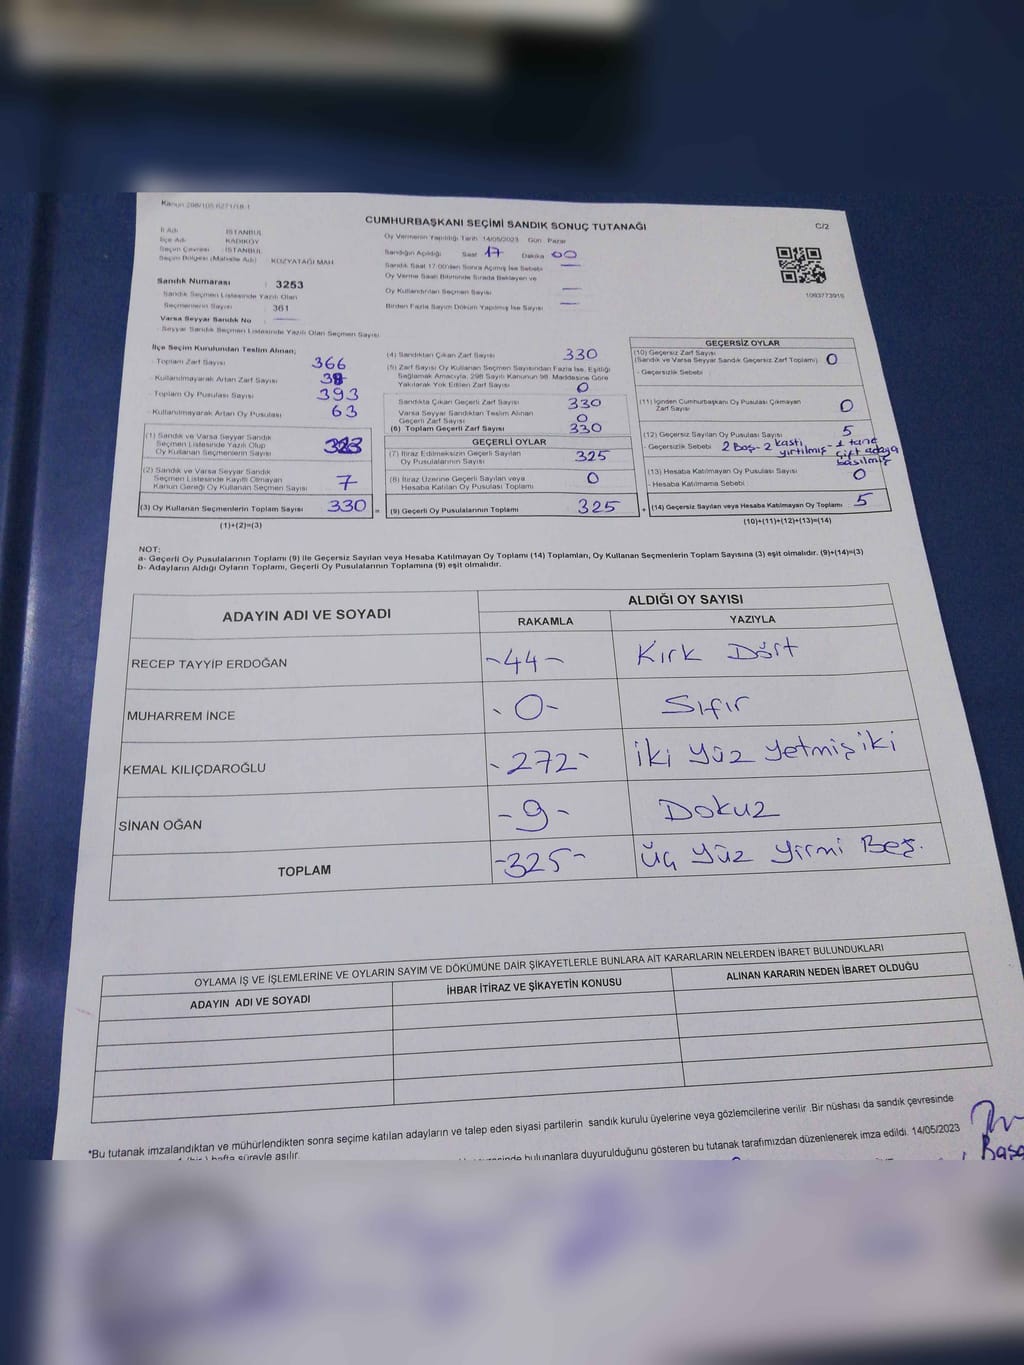 Kanun 298/105 6271/18-1
CUMHURBAŞKANI SEÇİMİ SANDIK SONUÇ TUTANAĞI
C/2
İl Adı : İSTANBUL
İlçe Adı : KADIKÖY
Seçim Çevresi : İSTANBUL
Seçim Bölgesi (Mahalle Adı) : KOZYATAĞI MAH.
Oy Vermenin Yapıldığı Tarih 14/05/2023 Gün Pazar
Sandığın Açıldığı Saat 17 Dakika 00
Sandık Saat 17:00'den Sonra Açılmış İse Sebebi —
Oy Verme Saati Bitiminde Sırada Bekleyen ve
Oy Kullandırılan Seçmen Sayısı —
Birden Fazla Sayım Döküm Yapılmış İse Sayısı —
1093773915
Sandık Numarası : 3253
Sandık Seçmen Listesinde Yazılı Olan
Seçmenlerin Sayısı : 361
Varsa Seyyar Sandık No : —
Seyyar Sandık Seçmen Listesinde Yazılı Olan Seçmen Sayısı
İlçe Seçim Kurulundan Teslim Alınan;
- Toplam Zarf Sayısı 366
- Kullanılmayarak Artan Zarf Sayısı
- Toplam Oy Pusulası Sayısı 393
- Kullanılmayarak Artan Oy Pusulası 63
(1) Sandık ve Varsa Seyyar Sandık
Seçmen Listesinde Yazılı Olup
Oy Kullanan Seçmenlerin Sayısı 323
(2) Sandık ve Varsa Seyyar Sandık
Seçmen Listesinde Kayıtlı Olmayan
Kanun Gereği Oy Kullanan Seçmen Sayısı 7
(3) Oy Kullanan Seçmenlerin Toplam Sayısı 330 =
(1)+(2)=(3)
(4) Sandıktan Çıkan Zarf Sayısı 330
(5) Zarf Sayısı Oy Kullanan Seçmen Sayısından Fazla İse, Eşitliği
Sağlamak Amacıyla, 298 Sayılı Kanunun 98. Maddesine Göre
Yakılarak Yok Edilen Zarf Sayısı 0
Sandıkta Çıkan Geçerli Zarf Sayısı 330
Varsa Seyyar Sandıktan Teslim Alınan
Geçerli Zarf Sayısı 0
(6) Toplam Geçerli Zarf Sayısı 330
GEÇERLİ OYLAR
(7) İtiraz Edilmeksizin Geçerli Sayılan
Oy Pusulalarının Sayısı 325
(8) İtiraz Üzerine Geçerli Sayılan veya
Hesaba Katılan Oy Pusulası Toplamı 0
(9) Geçerli Oy Pusulalarının Toplamı 325 +
GEÇERSİZ OYLAR
(10) Geçersiz Zarf Sayısı
(Sandık ve Varsa Seyyar Sandık Geçersiz Zarf Toplamı) 0
- Geçersizlik Sebebi :
(11) İçinden Cumhurbaşkanı Oy Pusulası Çıkmayan
Zarf Sayısı 0
(12) Geçersiz Sayılan Oy Pusulası Sayısı 5
- Geçersizlik Sebebi 2 Boş - 2 kasti yırtılmış - 1 tane çift adaya basılmış
(13) Hesaba Katılmayan Oy Pusulası Sayısı 0
- Hesaba Katılmama Sebebi :
(14) Geçersiz Sayılan veya Hesaba Katılmayan Oy Toplamı 5
(10)+(11)+(12)+(13)=(14)
NOT:
a- Geçerli Oy Pusulalarının Toplamı (9) ile Geçersiz Sayılan veya Hesaba Katılmayan Oy Toplamı (14) Toplamları, Oy Kullanan Seçmenlerin Toplam Sayısına (3) eşit olmalıdır. (9)+(14)=(3)
b- Adayların Aldığı Oyların Toplamı, Geçerli Oy Pusulalarının Toplamına (9) eşit olmalıdır.
ADAYIN ADI VE SOYADI
ALDIĞI OY SAYISI
RAKAMLA YAZIYLA
RECEP TAYYİP ERDOĞAN -44- Kırk Dört
MUHARREM İNCE -0- Sıfır
KEMAL KILIÇDAROĞLU -272- İki Yüz Yetmiş iki
SİNAN OĞAN -9- Dokuz
TOPLAM -325- Üç Yüz Yirmi Beş.
OYLAMA İŞ VE İŞLEMLERİNE VE OYLARIN SAYIM VE DÖKÜMÜNE DAİR ŞİKAYETLERLE BUNLARA AİT KARARLARIN NELERDEN İBARET BULUNDUKLARI
ADAYIN ADI VE SOYADI İHBAR İTİRAZ VE ŞİKAYETİN KONUSU ALINAN KARARIN NEDEN İBARET OLDUĞU
*Bu tutanak imzalandıktan ve mühürlendikten sonra seçime katılan adayların ve talep eden siyasi partilerin sandık kurulu üyelerine veya gözlemcilerine verilir .Bir nüshası da sandık çevresinde
hafta süreyle asılır.
bulunanlara duyurulduğunu gösteren bu tutanak tarafımızdan düzenlenerek imza edildi. 14/05/2023